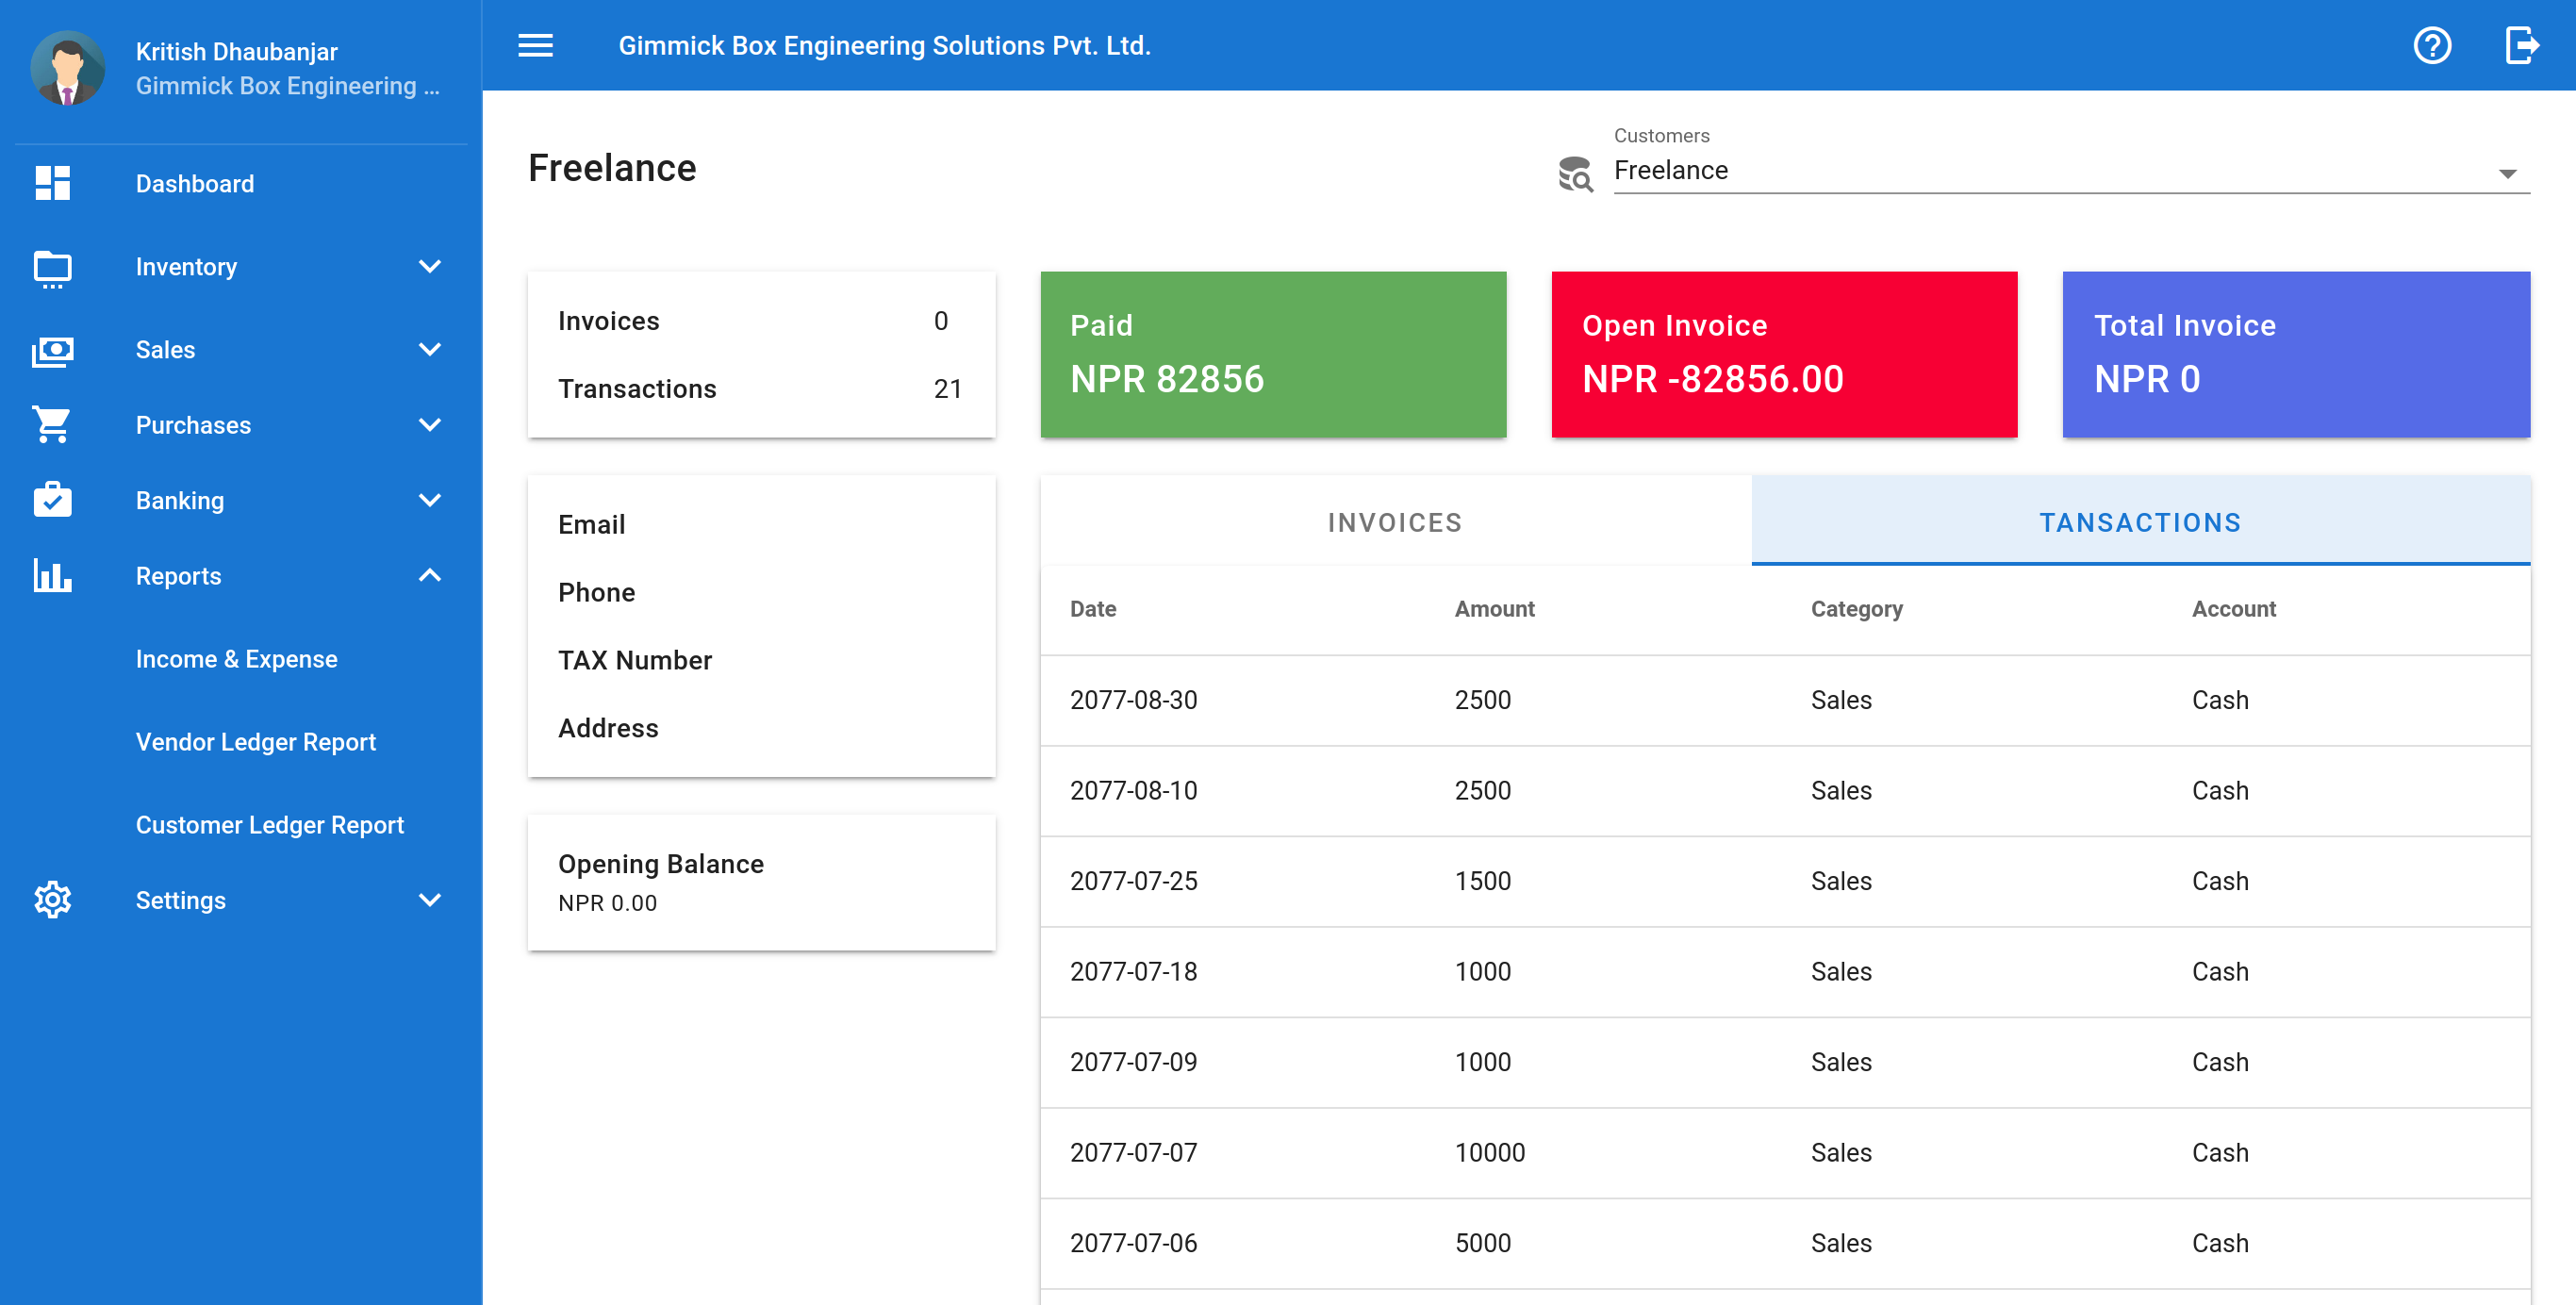 Kritish Dhaubanjar
Gimmick Box Engineering ...
Dashboard
Inventory
Sales
Purchases
Banking
Reports
Income & Expense
Vendor Ledger Report
Customer Ledger Report
Settings
Gimmick Box Engineering Solutions Pvt. Ltd.
Freelance
Customers
Freelance
Invoices 0
Transactions 21
Paid
NPR 82856
Open Invoice
NPR -82856.00
Total Invoice
NPR 0
Email
Phone
TAX Number
Address
Opening Balance
NPR 0.00
INVOICES TANSACTIONS
Date Amount Category Account
2077-08-30 2500 Sales Cash
2077-08-10 2500 Sales Cash
2077-07-25 1500 Sales Cash
2077-07-18 1000 Sales Cash
2077-07-09 1000 Sales Cash
2077-07-07 10000 Sales Cash
2077-07-06 5000 Sales Cash